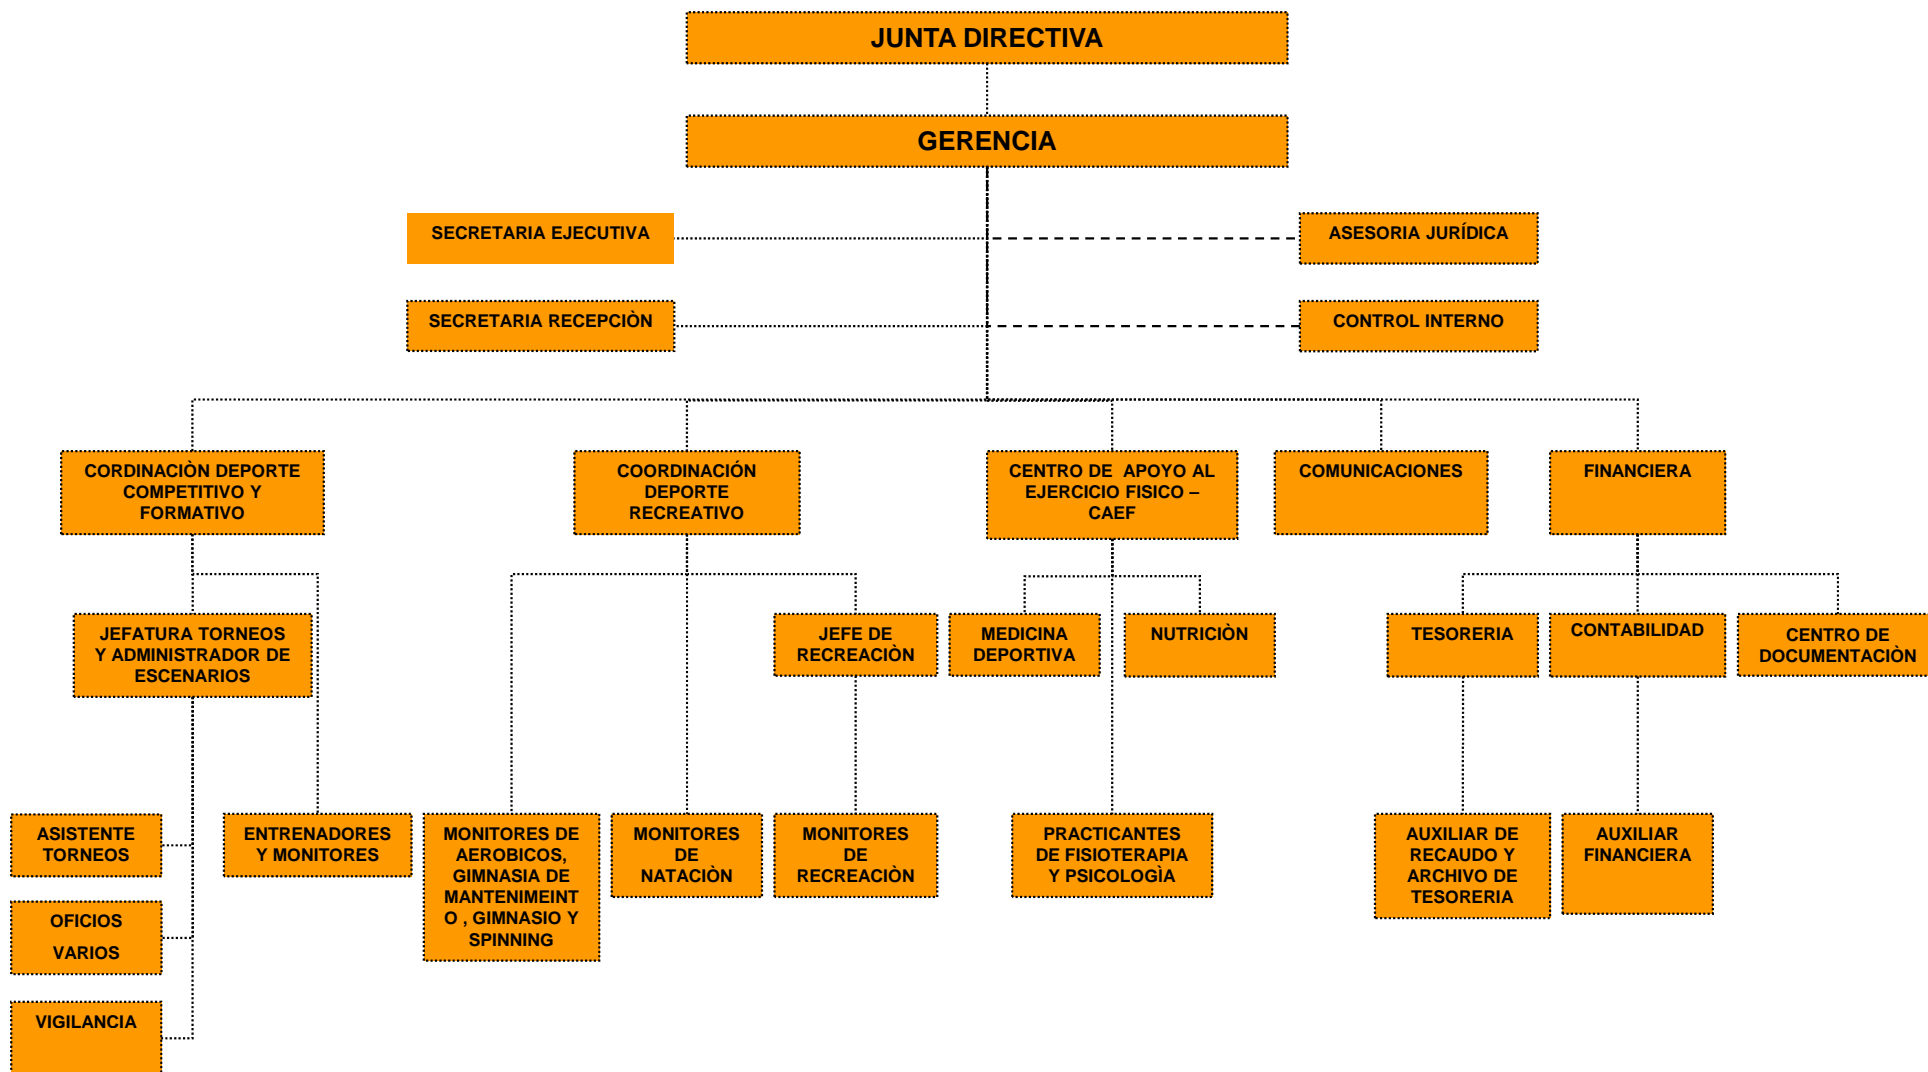 JUNTA DIRECTIVA
GERENCIA
SECRETARIA EJECUTIVA
ASESORIA JURÍDICA
SECRETARIA RECEPCIÒN
CONTROL INTERNO
CORDINACIÒN DEPORTE
COMPETITIVO Y
FORMATIVO
COORDINACIÓN
DEPORTE
RECREATIVO
CENTRO DE APOYO AL
EJERCICIO FISICO –
CAEF
COMUNICACIONES
FINANCIERA
JEFATURA TORNEOS
Y ADMINISTRADOR DE
ESCENARIOS
JEFE DE
RECREACIÒN
MEDICINA
DEPORTIVA
NUTRICIÒN
TESORERIA
CONTABILIDAD
CENTRO DE
DOCUMENTACIÒN
ASISTENTE
TORNEOS
ENTRENADORES
Y MONITORES
MONITORES DE
AEROBICOS,
GIMNASIA DE
MANTENIMEINT
O , GIMNASIO Y
SPINNING
MONITORES
DE
NATACIÒN
MONITORES
DE
RECREACIÒN
PRACTICANTES
DE FISIOTERAPIA
Y PSICOLOGÌA
AUXILIAR DE
RECAUDO Y
ARCHIVO DE
TESORERIA
AUXILIAR
FINANCIERA
OFICIOS
VARIOS
VIGILANCIA